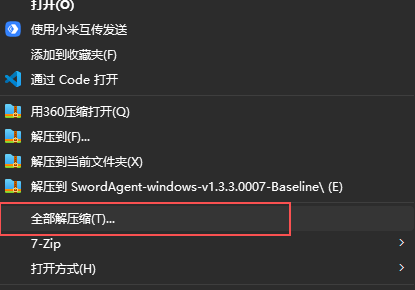 打开(O)
使用小米互传发送
添加到收藏夹(F)
通过 Code 打开
用360压缩打开(Q)
解压到(F)...
解压到当前文件夹(X)
解压到 SwordAgent-windows-v1.3.3.0007-Baseline\ (E)
全部解压缩(T)...
7-Zip
打开方式(H)